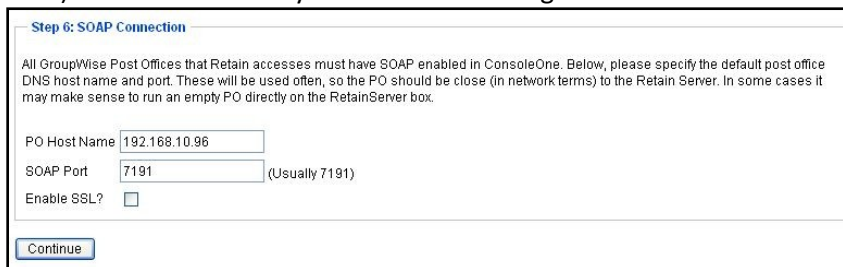 Step 6: SOAP Connection
All GroupWise Post Offices that Retain accesses must have SOAP enabled in ConsoleOne. Below, please specify the default post office
DNS host name and port. These will be used often, so the PO should be close (in network terms) to the Retain Server. In some cases it
may make sense to run an empty PO directly on the RetainServer box.
PO Host Name 192.168.10.96
SOAP Port 7191 (Usually 7191)
Enable SSL?
Continue